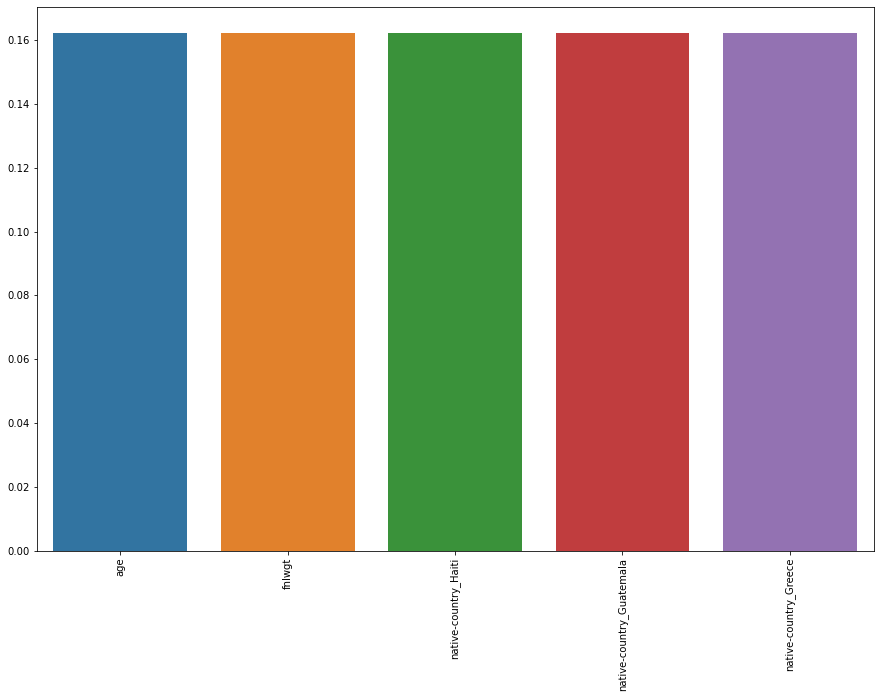 0.16
0.14
0.12
0.10
0.08
0.06
0.04
0.02
0.00
age
fnlwgt
native-country_Haiti
native-country_Guatemala
native-country_Greece